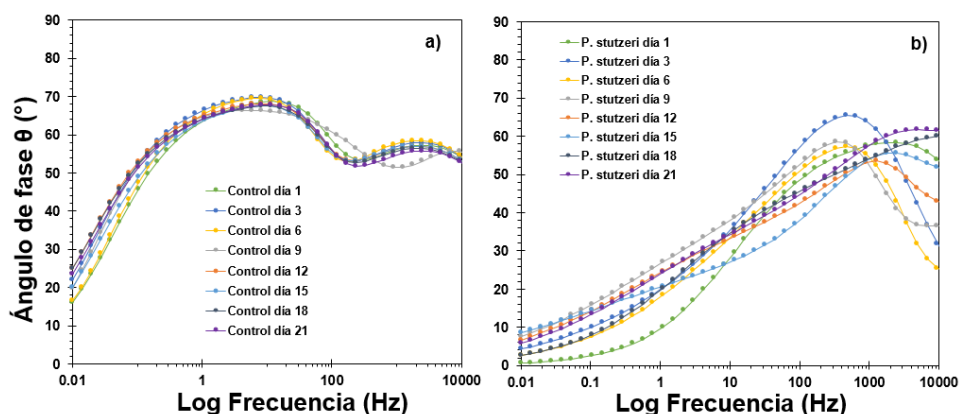 Ángulo de fase θ (°)
90
80
70
60
50
40
30
20
10
0
a)
Control día 1
Control día 3
Control día 6
Control día 9
Control día 12
Control día 15
Control día 18
Control día 21
0.01
1
100
10000
Log Frecuencia (Hz)
90
80
70
60
50
40
30
20
10
0
b)
P. stutzeri día 1
P. stutzeri día 3
P. stutzeri día 6
P. stutzeri día 9
P. stutzeri día 12
P. stutzeri día 15
P. stutzeri día 18
P. stutzeri día 21
0.01
0.1
1
10
100
1000
10000
Log Frecuencia (Hz)